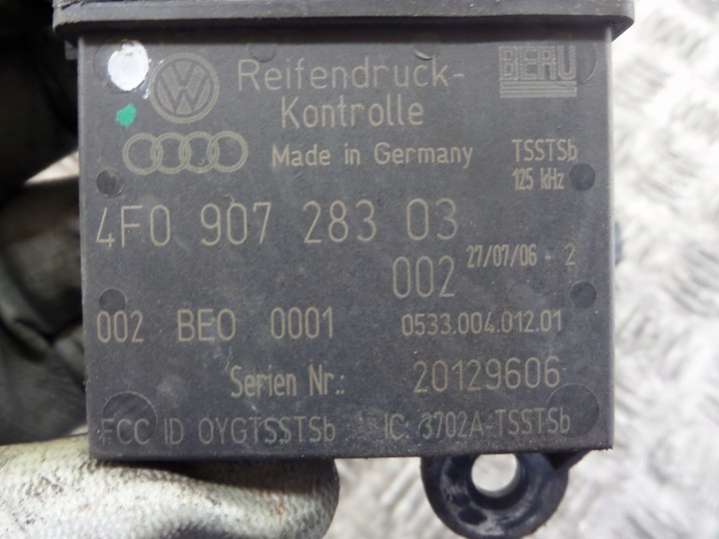 Reifendruck-
Kontrolle
BERU
Made in Germany
TSSTSb
125 kHz
4F0 907 283 03
002
27/07/06 - 2
002 BEO 0001
0533.004.012.01
Serien Nr.: 20129606
FCC ID OYGTSSTSb
IC: 3702A-TSSTSb